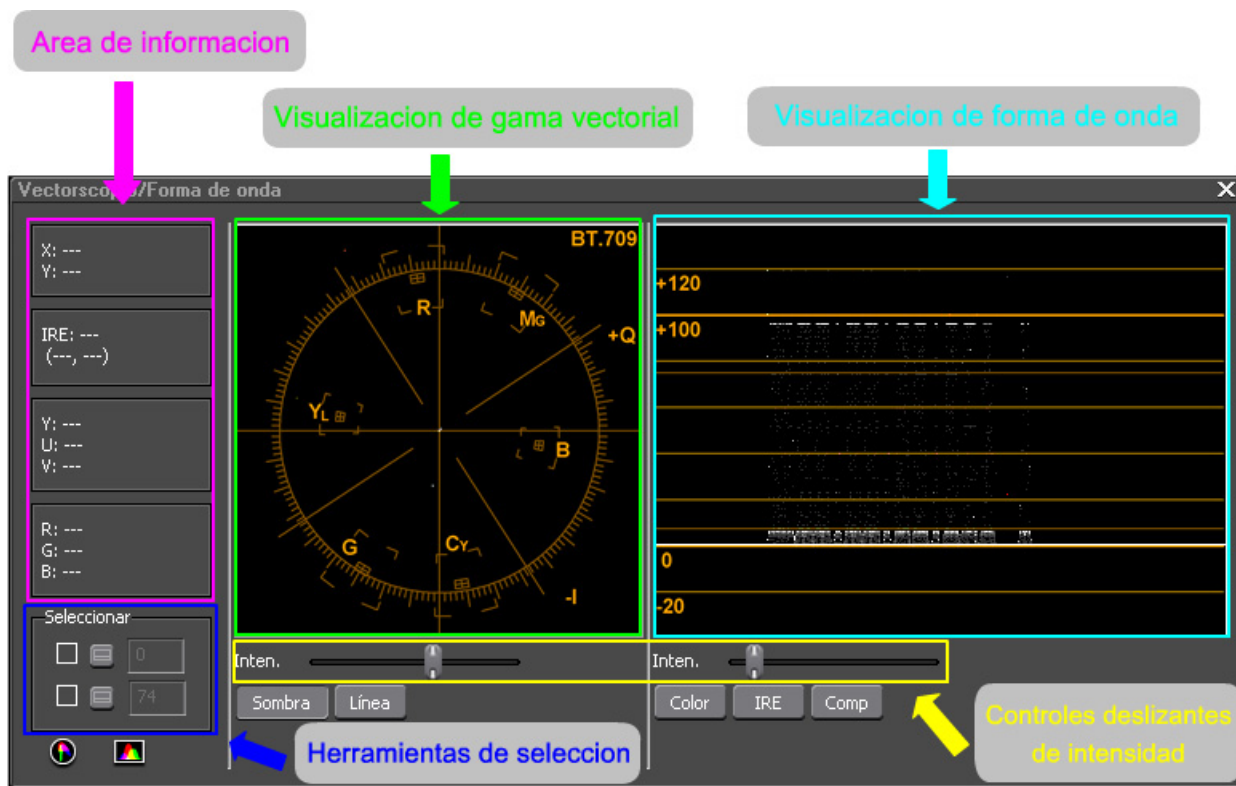 Area de informacion
Visualizacion de gama vectorial
Visualizacion de forma de onda
Vectorscopio/Forma de onda
X: ---
Y: ---
IRE: ---
(---, ---)
Y: ---
U: ---
V: ---
R: ---
G: ---
B: ---
Seleccionar
0
74
BT.709
R
MG
+Q
YL
B
G
CY
-I
+120
+100
0
-20
Inten.
Sombra
Línea
Inten.
Color
IRE
Comp
Herramientas de seleccion
Controles deslizantes
de intensidad